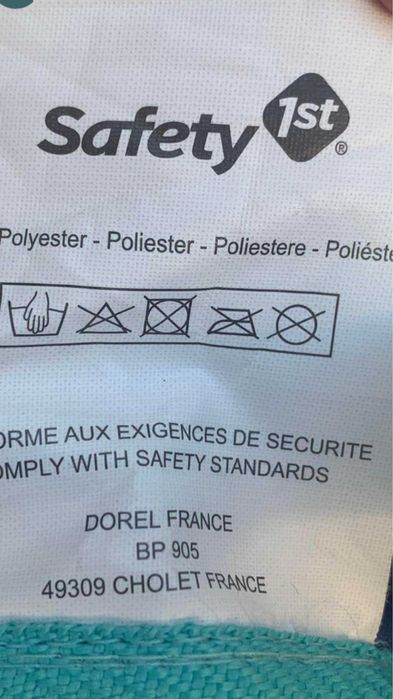 Safety 1st®
Polyester - Poliester - Poliestere - Poliéste
ORME AUX EXIGENCES DE SECURITE
OMPLY WITH SAFETY STANDARDS
DOREL FRANCE
BP 905
49309 CHOLET FRANCE